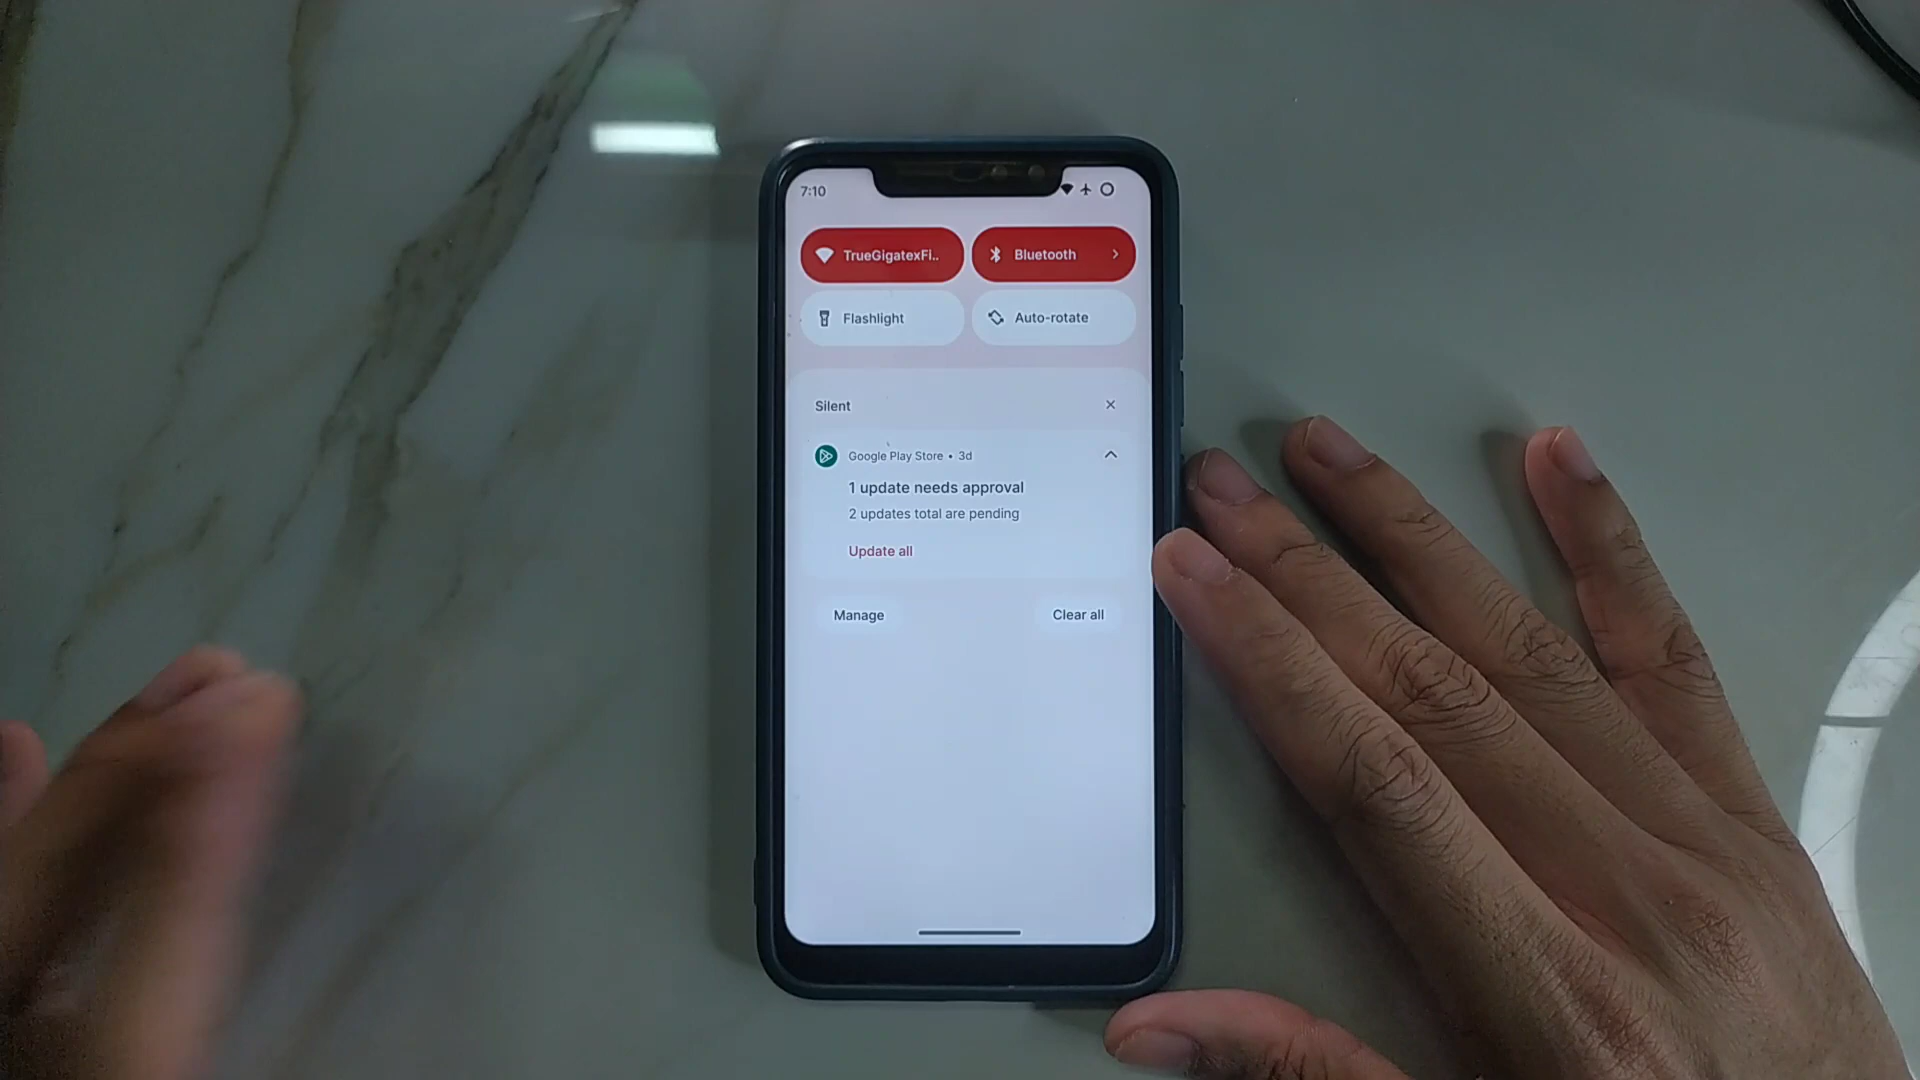 7:10
TrueGigatexFi..
Bluetooth
Flashlight
Auto-rotate
Silent
Google Play Store • 3d
1 update needs approval
2 updates total are pending
Update all
Manage
Clear all